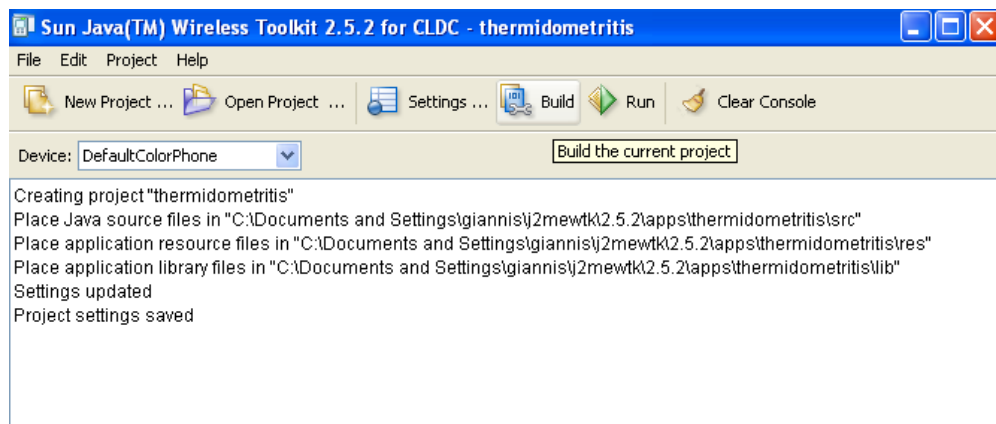 Sun Java(TM) Wireless Toolkit 2.5.2 for CLDC - thermidometritis
File Edit Project Help
New Project ... Open Project ... Settings ... Build Run Clear Console
Device: DefaultColorPhone Build the current project
Creating project "thermidometritis"
Place Java source files in "C:\Documents and Settings\giannis\j2mewtk\2.5.2\apps\thermidometritis\src"
Place application resource files in "C:\Documents and Settings\giannis\j2mewtk\2.5.2\apps\thermidometritis\res"
Place application library files in "C:\Documents and Settings\giannis\j2mewtk\2.5.2\apps\thermidometritis\lib"
Settings updated
Project settings saved